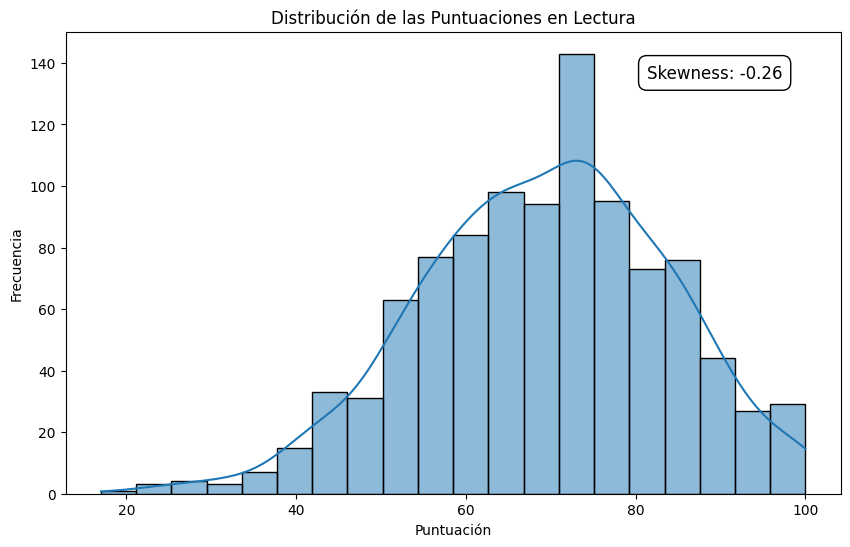 Distribución de las Puntuaciones en Lectura
Skewness: -0.26
Frecuencia
140
120
100
80
60
40
20
0
20 40 60 80 100
Puntuación